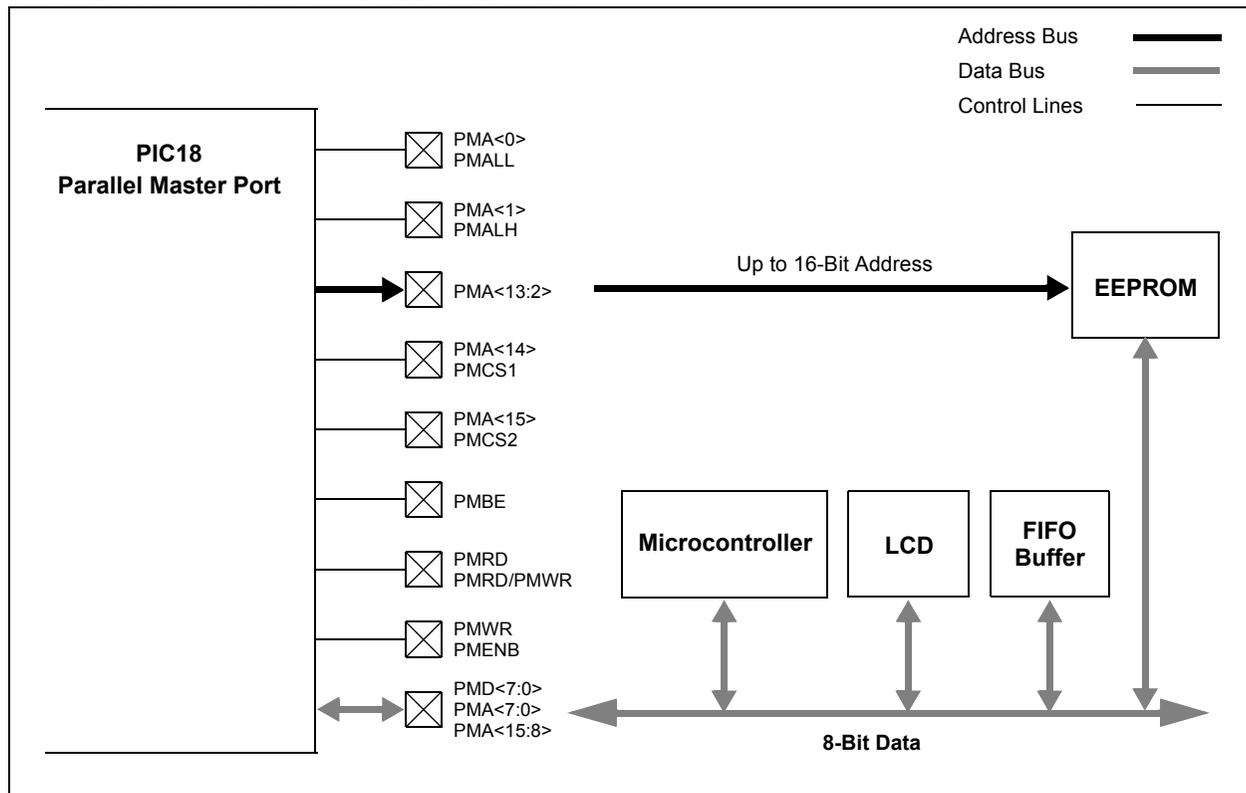 Address Bus
Data Bus
Control Lines
PIC18
Parallel Master Port
PMA<0>
PMALL
PMA<1>
PMALH
PMA<13:2>
Up to 16-Bit Address
EEPROM
PMA<14>
PMCS1
PMA<15>
PMCS2
PMBE
Microcontroller
LCD
FIFO
Buffer
PMRD
PMRD/PMWR
PMWR
PMENB
PMD<7:0>
PMA<7:0>
PMA<15:8>
8-Bit Data